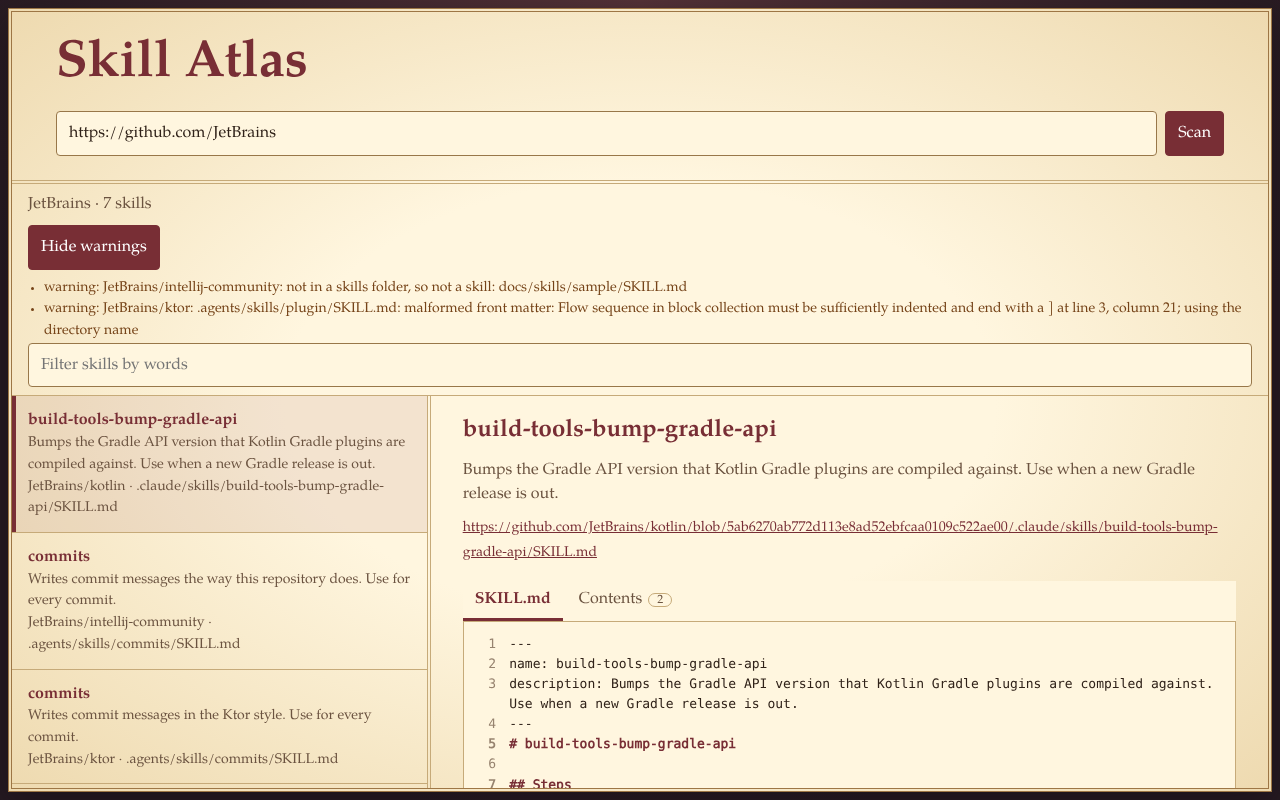 Skill Atlas
https://github.com/JetBrains
Scan
JetBrains · 7 skills
Hide warnings
• warning: JetBrains/intellij-community: not in a skills folder, so not a skill: docs/skills/sample/SKILL.md
• warning: JetBrains/ktor: .agents/skills/plugin/SKILL.md: malformed front matter: Flow sequence in block collection must be sufficiently indented and end with a ] at line 3, column 21; using the
directory name
Filter skills by words
build-tools-bump-gradle-api
Bumps the Gradle API version that Kotlin Gradle plugins are
compiled against. Use when a new Gradle release is out.
JetBrains/kotlin · .claude/skills/build-tools-bump-gradle-
api/SKILL.md
commits
Writes commit messages the way this repository does. Use for
every commit.
JetBrains/intellij-community ·
.agents/skills/commits/SKILL.md
commits
Writes commit messages in the Ktor style. Use for every
commit.
JetBrains/ktor · .agents/skills/commits/SKILL.md
build-tools-bump-gradle-api
Bumps the Gradle API version that Kotlin Gradle plugins are compiled against. Use when a new Gradle
release is out.
https://github.com/JetBrains/kotlin/blob/5ab6270ab772d113e8ad52ebfcaa0109c522ae00/.claude/skills/build-tools-bump-
gradle-api/SKILL.md
SKILL.md Contents 2
1 ---
2 name: build-tools-bump-gradle-api
3 description: Bumps the Gradle API version that Kotlin Gradle plugins are compiled against.
Use when a new Gradle release is out.
4 ---
5 # build-tools-bump-gradle-api
6
7 ## Steps